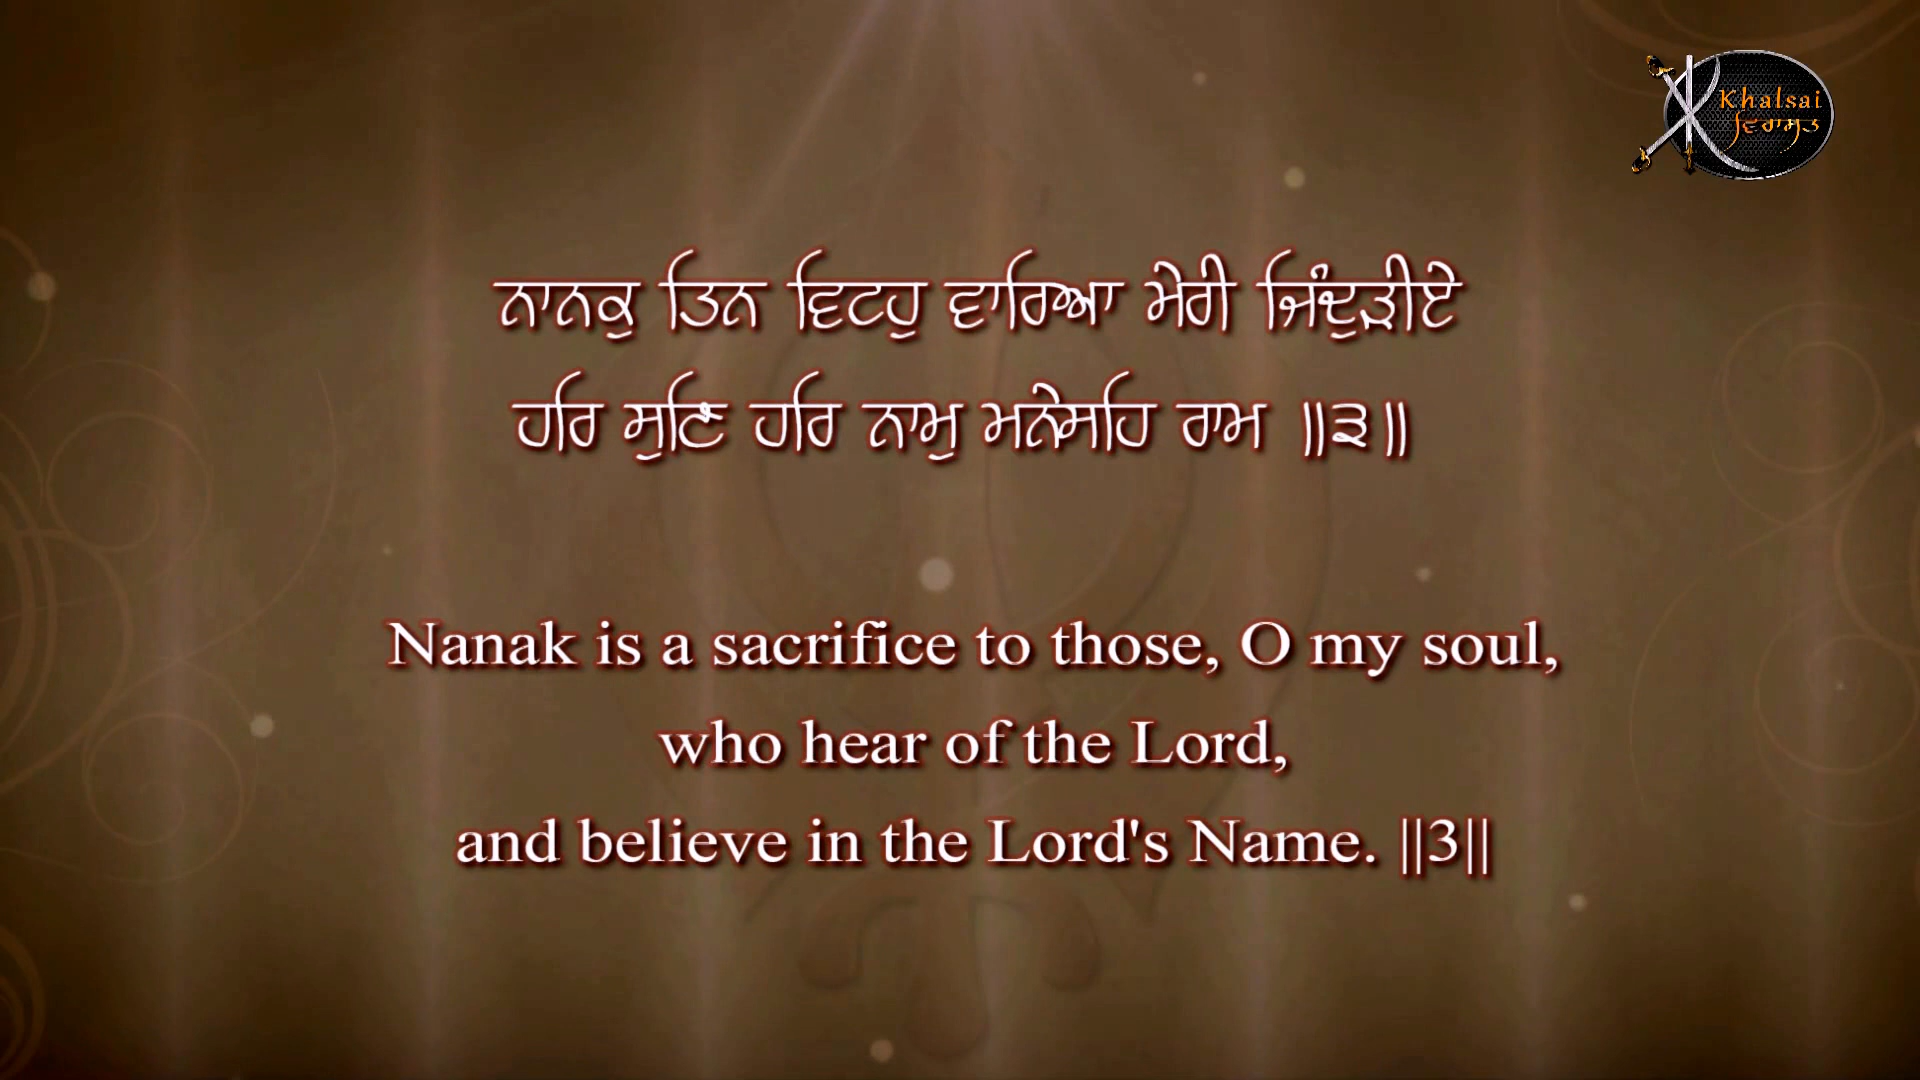 Khalsai
ਵਿਰਾਸਤ
ਨਾਨਕੁ ਤਿਨ ਵਿਟਹੁ ਵਾਰਿਆ ਮੇਰੀ ਜਿੰਦੁੜੀਏ
ਹਰਿ ਸੁਣਿ ਹਰਿ ਨਾਮੁ ਮਨੇਸਹਿ ਰਾਮ ॥੩॥
Nanak is a sacrifice to those, O my soul,
who hear of the Lord,
and believe in the Lord's Name. ||3||